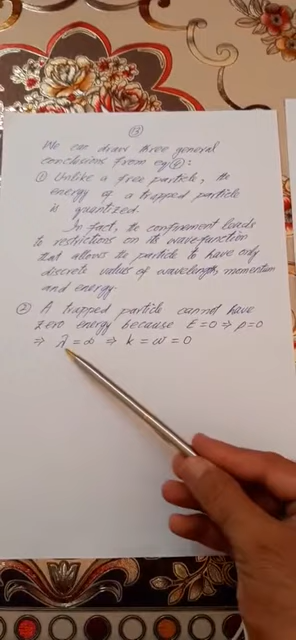 ③
We can draw three general
conclusions from eq④:
① Unlike a free particle, the
energy of a trapped particle
is quantized.
In fact, the confinement leads
to restrictions on the wavefunction
that allows the particle to have only
discrete values of wavelength, momentum
and energy.
② A trapped particle cannot have
zero energy because E=0 ⇒ p=0
⇒ λ = ∞ ⇒ k = ω = 0